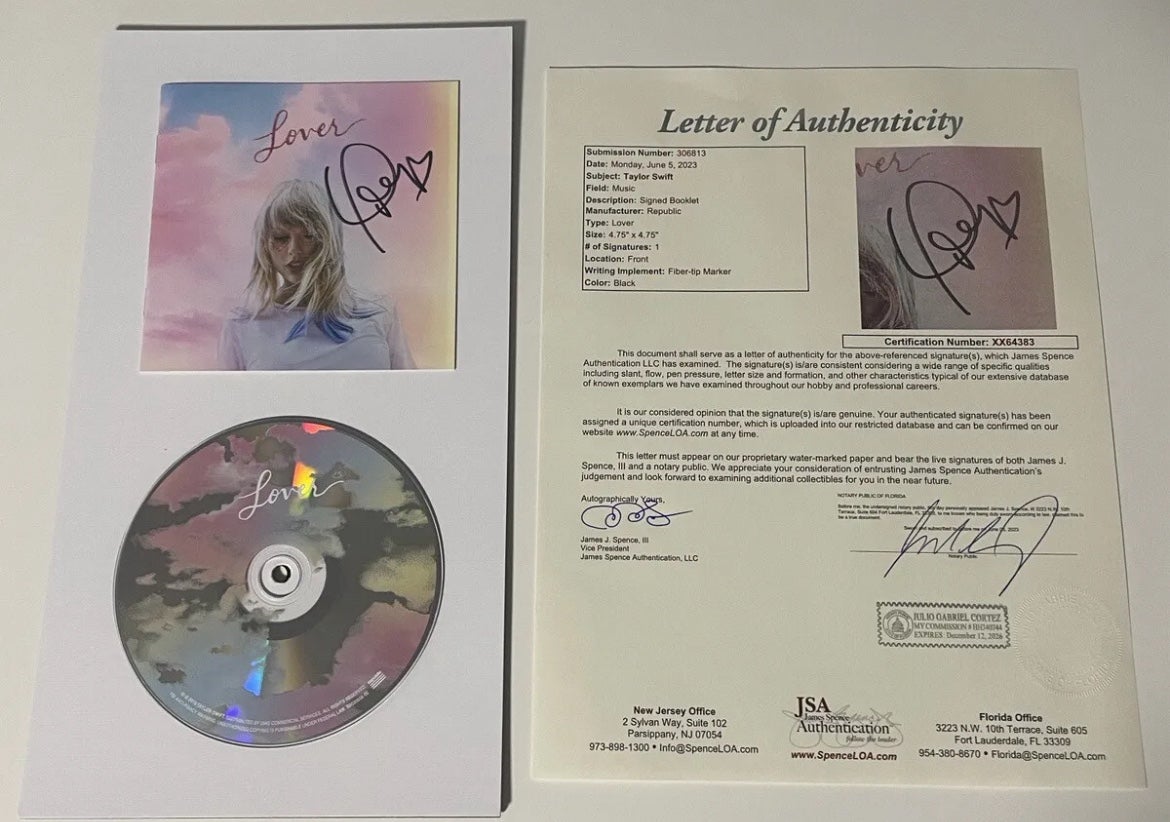 Lover
Lover
Letter of Authenticity
Submission Number: 306813
Date: Monday, June 5, 2023
Subject: Taylor Swift
Field: Music
Description: Signed Booklet
Manufacturer: Republic
Type: Lover
Size: 4.75" x 4.75"
# of Signatures: 1
Location: Front
Writing Implement: Fiber-tip Marker
Color: Black
ver
Certification Number: XX64383
This document shall serve as a letter of authenticity for the above-referenced signature(s), which James Spence
Authentication LLC has examined. The signature(s) is/are consistent considering a wide range of specific qualities
including slant, flow, pen pressure, letter size and formation, and other characteristics typical of our extensive database
of known exemplars we have examined throughout our hobby and professional careers.
It is our considered opinion that the signature(s) is/are genuine. Your authenticated signature(s) has been
assigned a unique certification number, which is uploaded into our restricted database and can be confirmed on our
website www.SpenceLOA.com at any time.
This letter must appear on our proprietary water-marked paper and bear the live signatures of both James J.
Spence, III and a notary public. We appreciate your consideration of entrusting James Spence Authentication's
judgement and look forward to examining additional collectibles for you in the near future.
Autographically Yours,
James J. Spence, III
Vice President
James Spence Authentication, LLC
NOTARY PUBLIC OF FLORIDA
be a true document.
Notary Public
JULIO GABRIEL CORTEZ
MY COMMISSION #
EXPIRES: December 12, 2026
New Jersey Office
2 Sylvan Way, Suite 102
Parsippany, NJ 07054
973-898-1300 • Info@SpenceLOA.com
JSA
James Spence
Authentication
follow the leader
www.SpenceLOA.com
Florida Office
3223 N.W. 10th Terrace, Suite 605
Fort Lauderdale, FL 33309
954-380-8670 • Florida@SpenceLOA.com